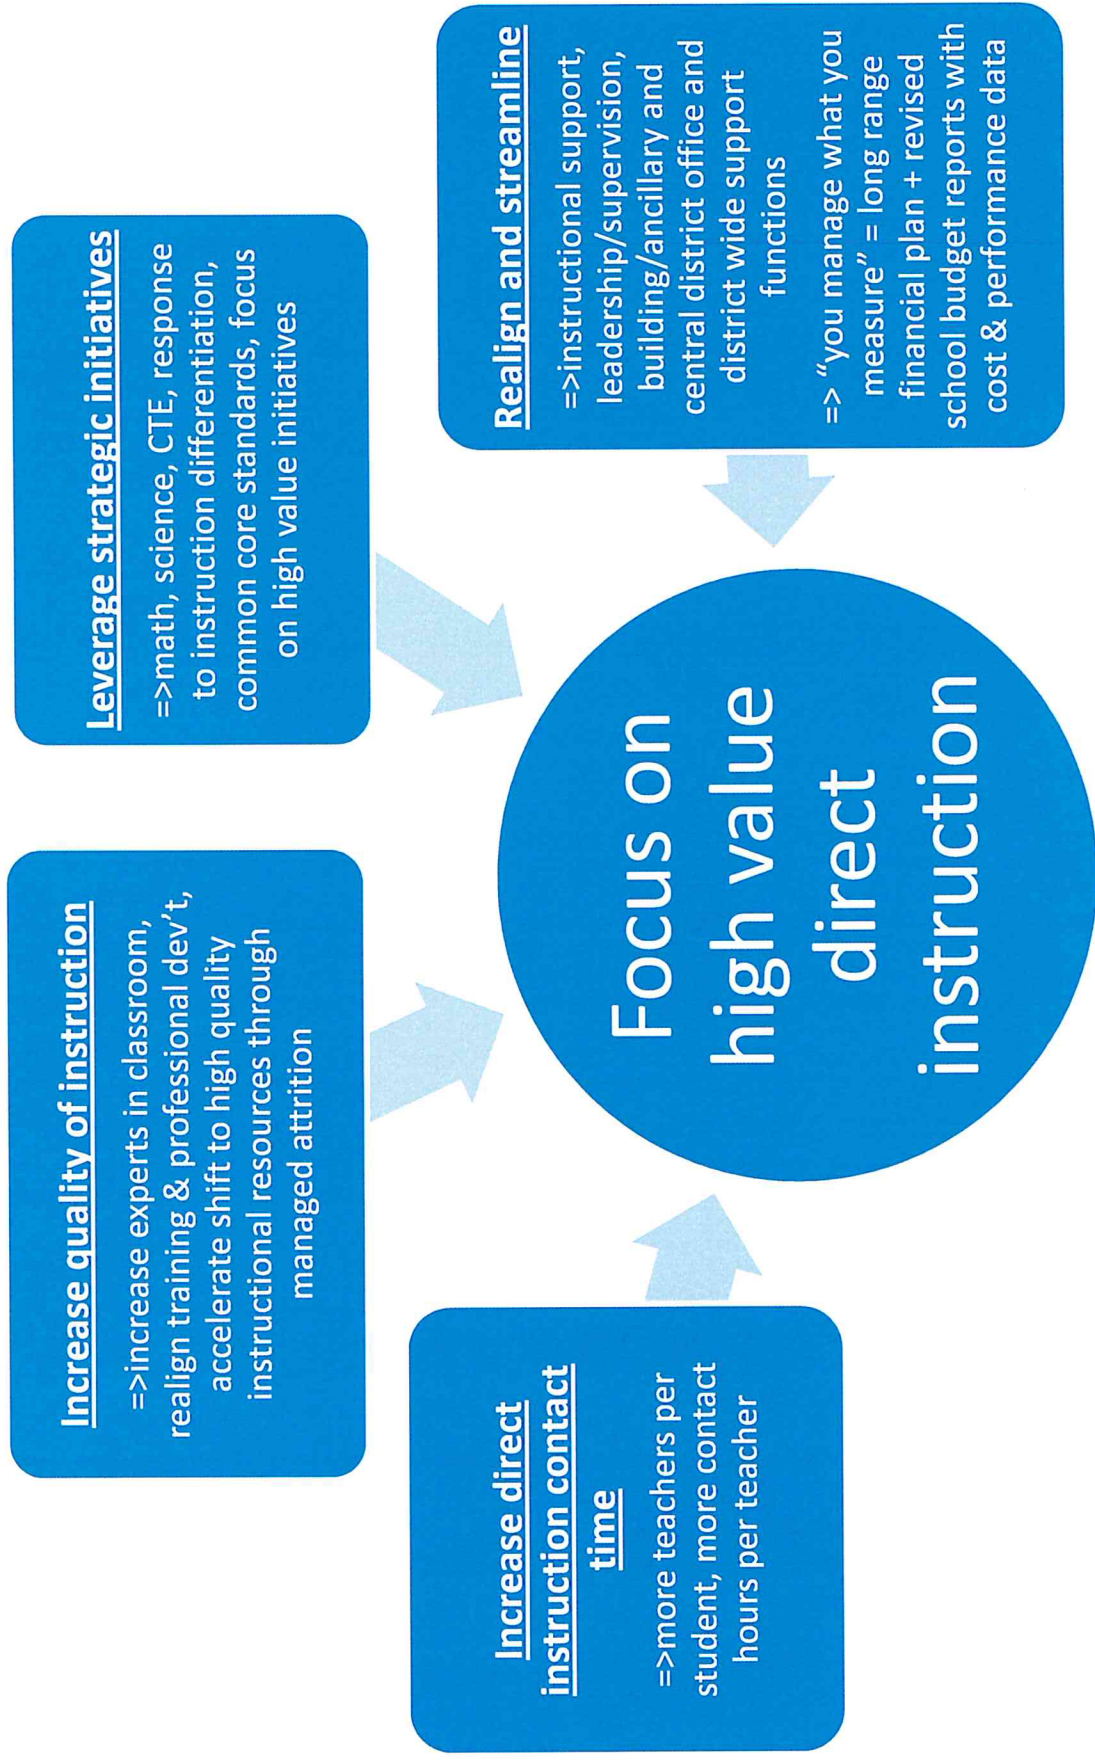 Increase direct
instruction contact
time
=>more teachers per
student, more contact
hours per teacher
Increase quality of instruction
=>increase experts in classroom,
realign training & professional dev't,
accelerate shift to high quality
instructional resources through
managed attrition
Leverage strategic initiatives
=>math, science, CTE, response
to instruction differentiation,
common core standards, focus
on high value initiatives
Realign and streamline
=>instructional support,
leadership/supervision,
building/ancillary and
central district office and
district wide support
functions
=> “you manage what you
measure” = long range
financial plan + revised
school budget reports with
cost & performance data
Focus on
high value
direct
instruction